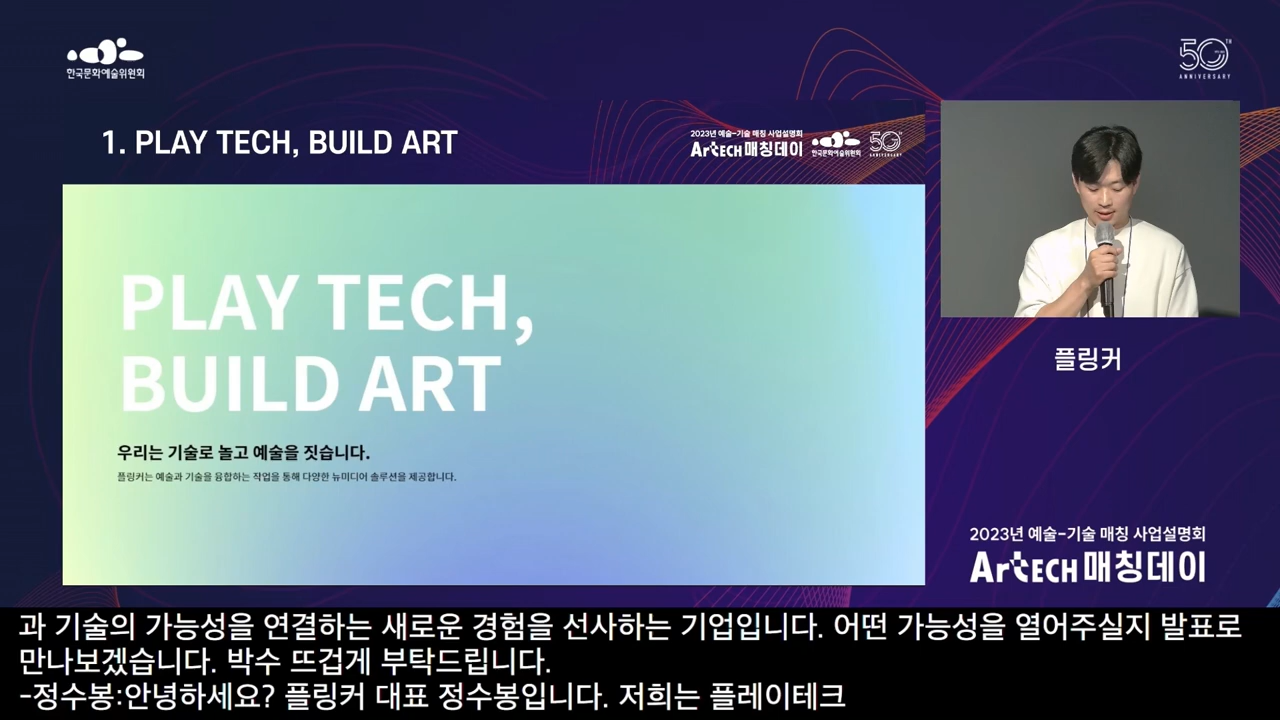 한국문화예술위원회
50TH
ANNIVERSARY
1. PLAY TECH, BUILD ART
2023년 예술-기술 매칭 사업설명회
ArtECH 매칭데이
한국문화예술위원회
50TH
ANNIVERSARY
PLAY TECH,
BUILD ART
우리는 기술로 놀고 예술을 짓습니다.
플링커는 예술과 기술을 융합하는 작업을 통해 다양한 뉴미디어 솔루션을 제공합니다.
플링커
2023년 예술-기술 매칭 사업설명회
ArtECH 매칭데이
과 기술의 가능성을 연결하는 새로운 경험을 선사하는 기업입니다. 어떤 가능성을 열어주실지 발표로
만나보겠습니다. 박수 뜨겁게 부탁드립니다.
-정수봉:안녕하세요? 플링커 대표 정수봉입니다. 저희는 플레이테크